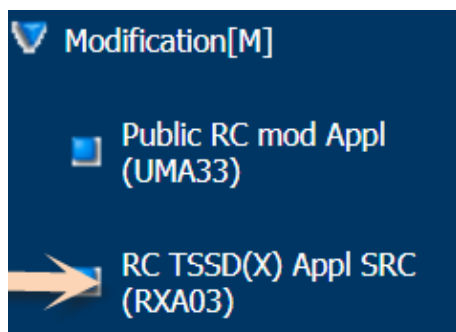 Modification[M]
Public RC mod Appl
(UMA33)
RC TSSD(X) Appl SRC
(RXA03)